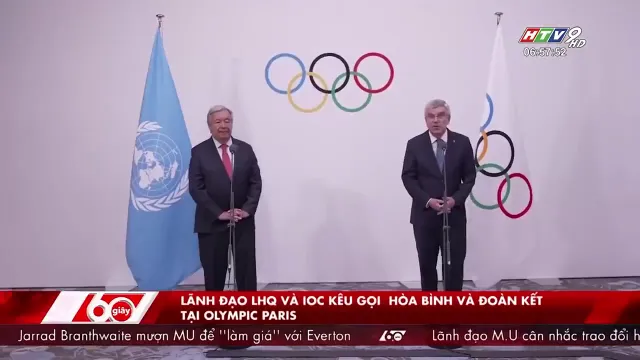 HTV9 HD
06:57:52
LÃNH ĐẠO LHQ VÀ IOC KÊU GỌI HÒA BÌNH VÀ ĐOÀN KẾT
TẠI OLYMPIC PARIS
60 giây
Jarrad Branthwaite mượn MU để "làm giá" với Everton 60 Lãnh đạo M.U cân nhắc trao đổi h